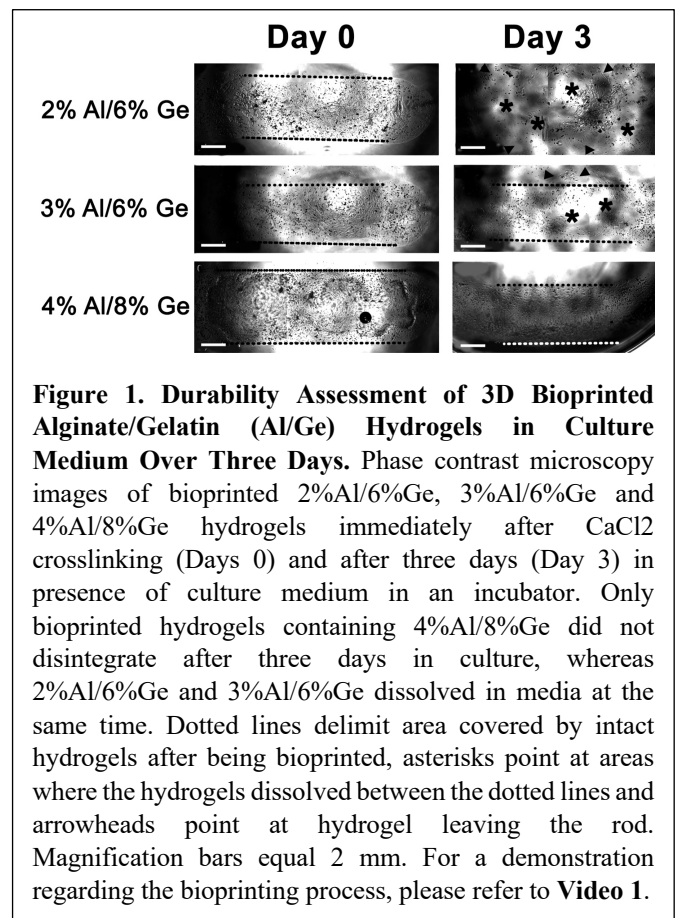 Day 0 Day 3
2% Al/6% Ge
3% Al/6% Ge
4% Al/8% Ge
Figure 1. Durability Assessment of 3D Bioprinted
Alginate/Gelatin (Al/Ge) Hydrogels in Culture
Medium Over Three Days. Phase contrast microscopy
images of bioprinted 2%Al/6%Ge, 3%Al/6%Ge and
4%Al/8%Ge hydrogels immediately after CaCl2
crosslinking (Days 0) and after three days (Day 3) in
presence of culture medium in an incubator. Only
bioprinted hydrogels containing 4%Al/8%Ge did not
disintegrate after three days in culture, whereas
2%Al/6%Ge and 3%Al/6%Ge dissolved in media at the
same time. Dotted lines delimit area covered by intact
hydrogels after being bioprinted, asterisks point at areas
where the hydrogels dissolved between the dotted lines and
arrowheads point at hydrogel leaving the rod.
Magnification bars equal 2 mm. For a demonstration
regarding the bioprinting process, please refer to Video 1.